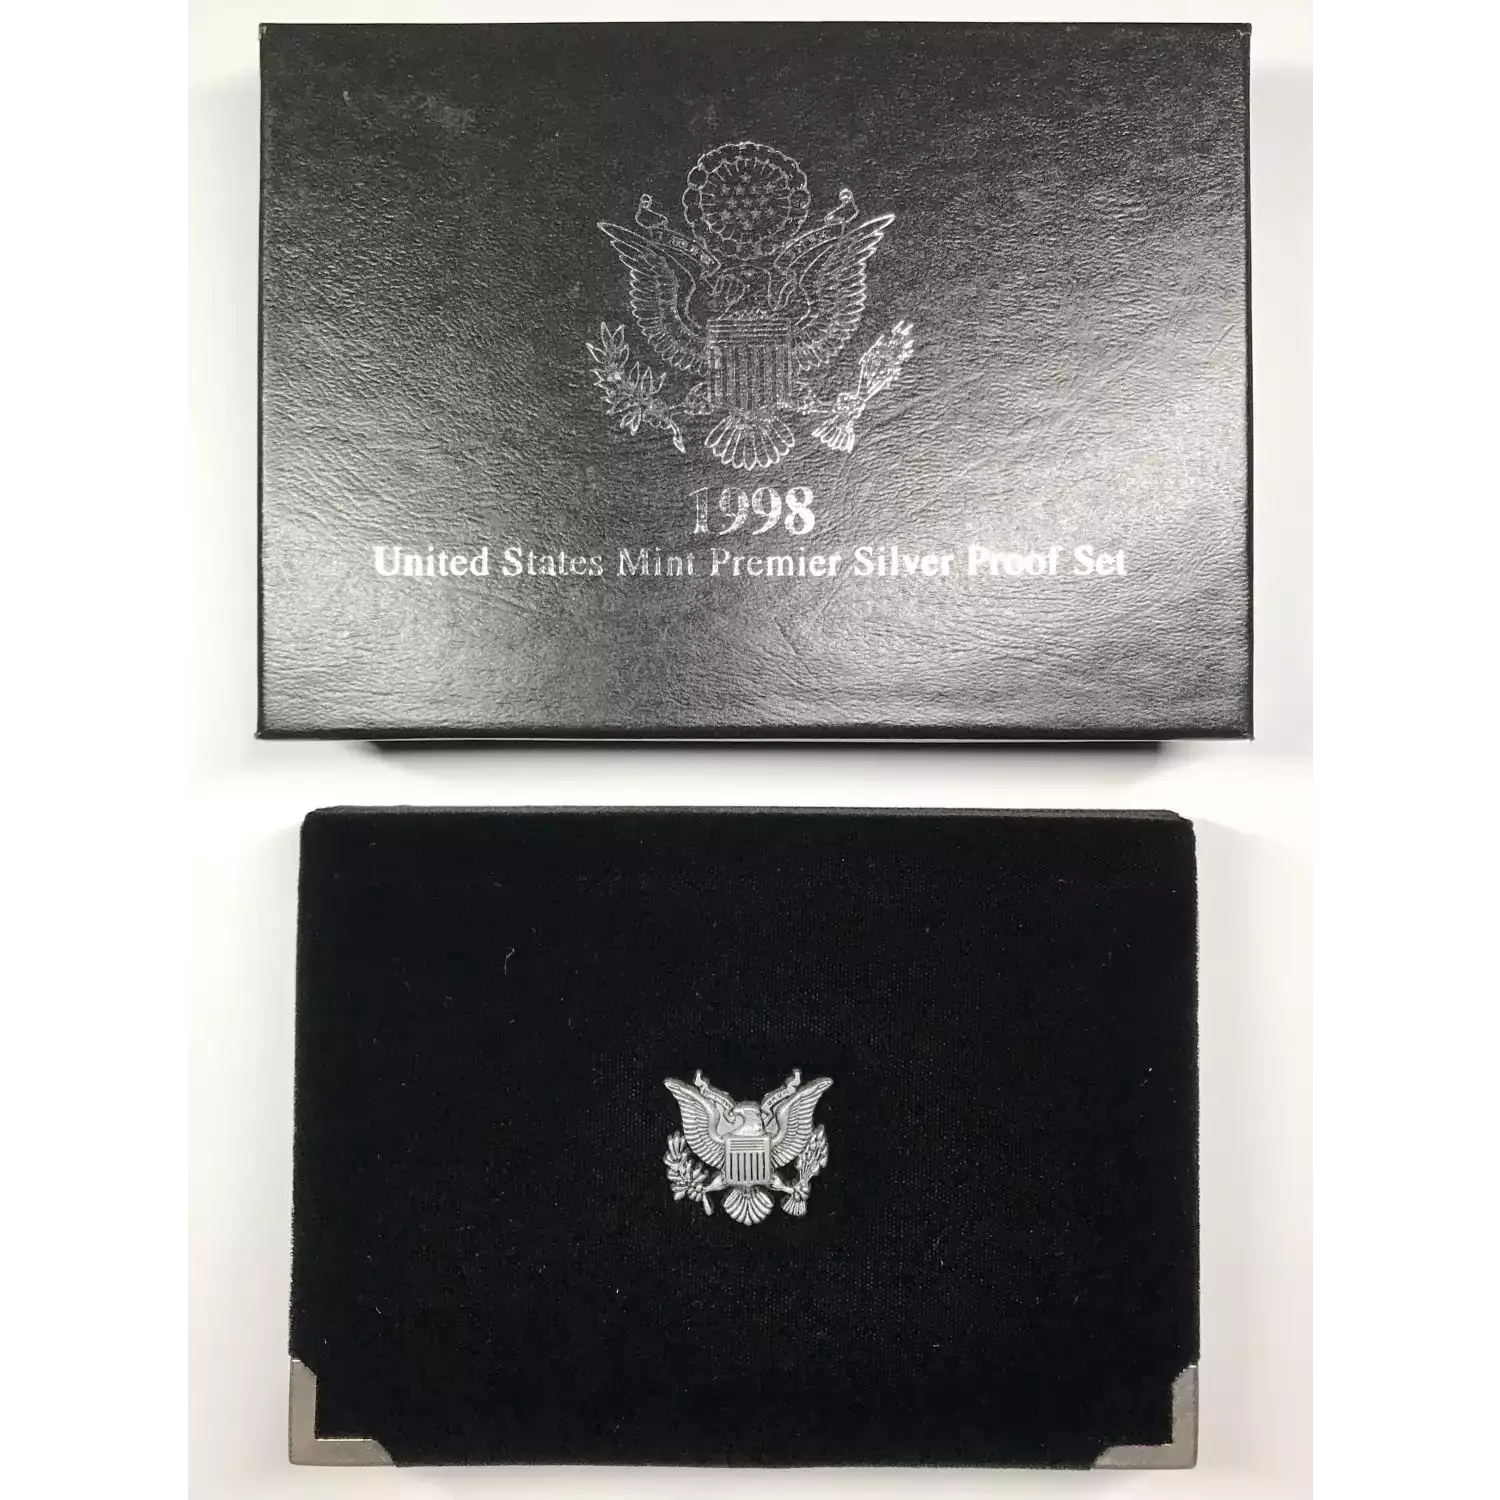 1998
United States Mint Premier Silver Proof Set